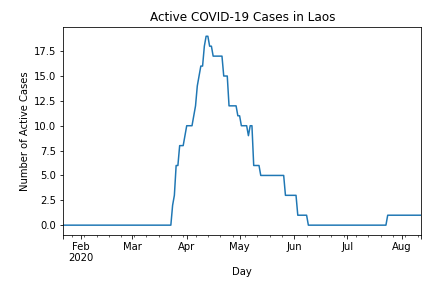 Active COVID-19 Cases in Laos
Number of Active Cases
17.5
15.0
12.5
10.0
7.5
5.0
2.5
0.0
Feb Mar Apr May Jun Jul Aug
2020
Day